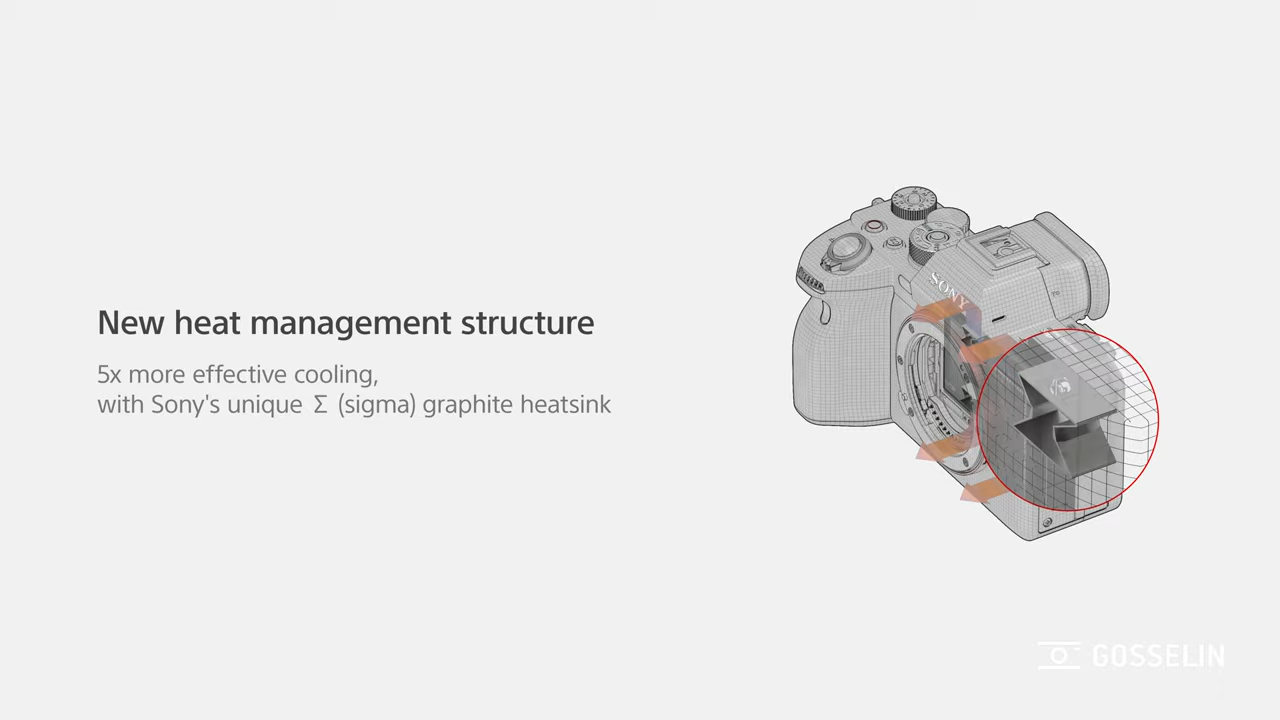 New heat management structure
5x more effective cooling,
with Sony's unique Σ (sigma) graphite heatsink
SONY
GOSSELIN